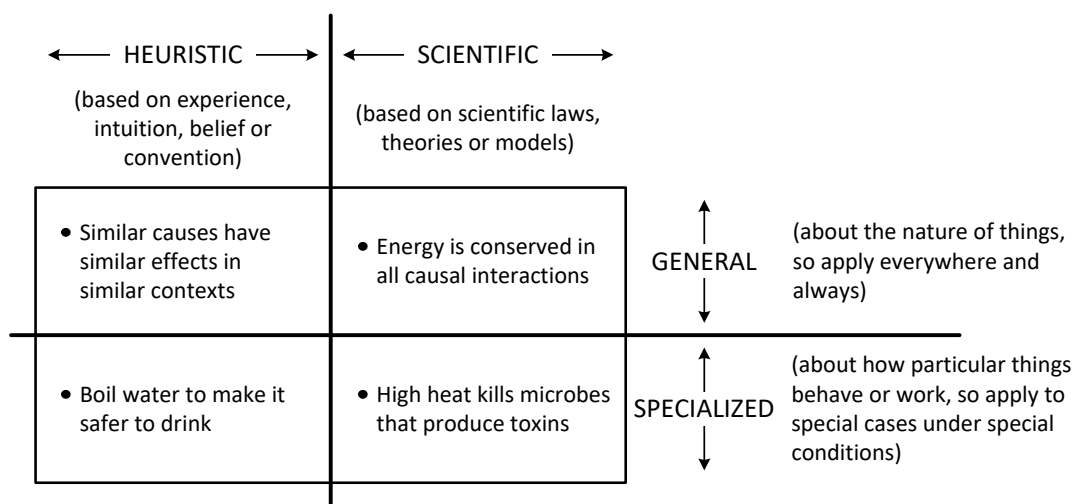 HEURISTIC
(based on experience,
intuition, belief or
convention)
SCIENTIFIC
(based on scientific laws,
theories or models)
• Similar causes have
similar effects in
similar contexts
• Energy is conserved in
all causal interactions
GENERAL
(about the nature of things,
so apply everywhere and
always)
• Boil water to make it
safer to drink
• High heat kills microbes
that produce toxins
SPECIALIZED
(about how particular things
behave or work, so apply to
special cases under special
conditions)